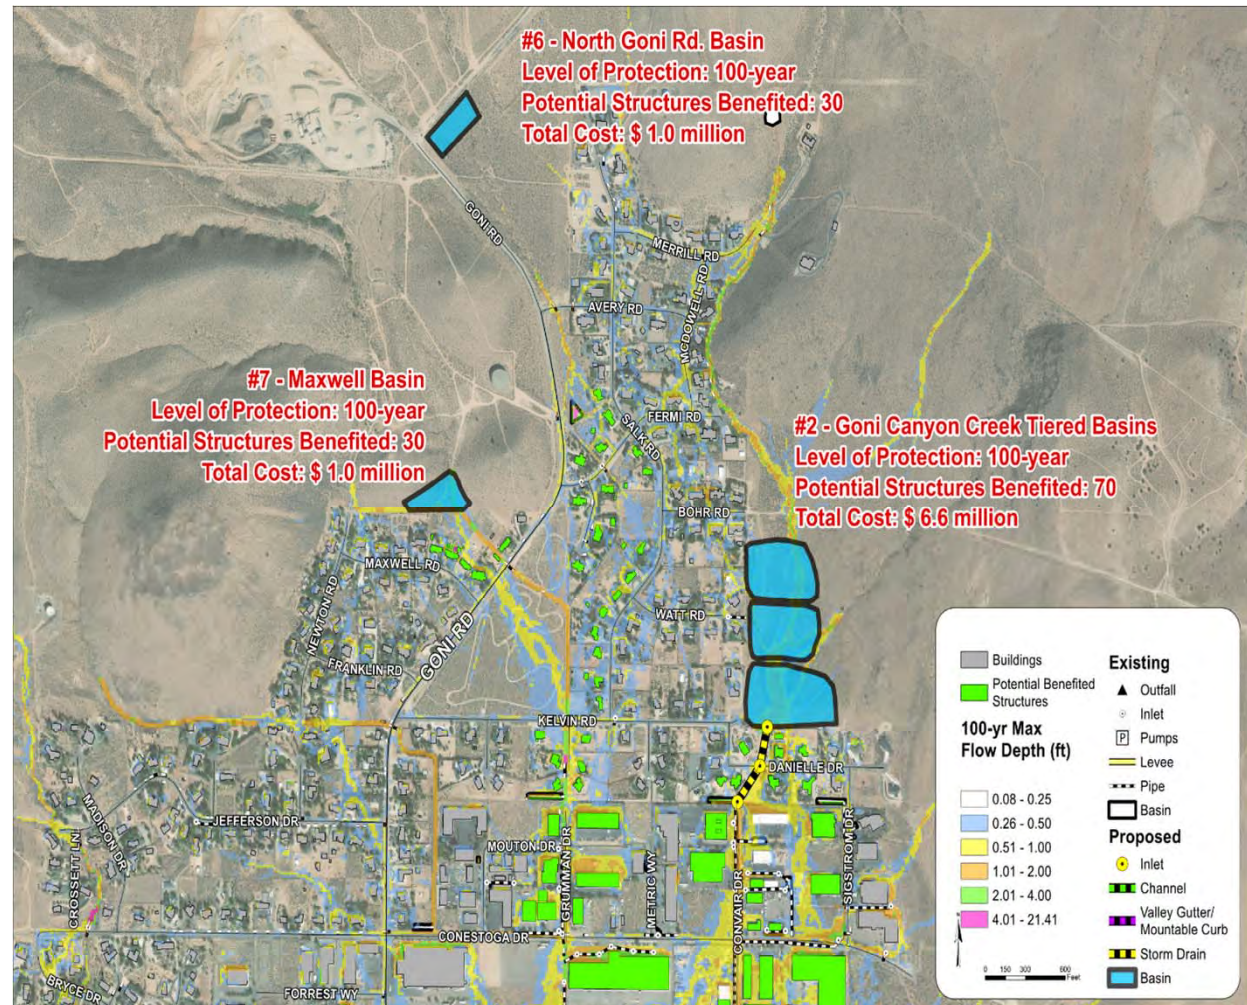 #6 - North Goni Rd. Basin
Level of Protection: 100-year
Potential Structures Benefited: 30
Total Cost: $ 1.0 million
GONI RD
MERRILL RD
MCDOWELL RD
AVERY RD
#7 - Maxwell Basin
Level of Protection: 100-year
Potential Structures Benefited: 30
Total Cost: $ 1.0 million
FERMI RD
SALK RD
#2 - Goni Canyon Creek Tiered Basins
Level of Protection: 100-year
Potential Structures Benefited: 70
Total Cost: $ 6.6 million
BOHR RD
MAXWELL RD
NEWTON RD
WATT RD
GONI RD
FRANKLIN RD
KELVIN RD
DANIELLE DR
MADISON DR
JEFFERSON DR
CROSSETT LN
MOUTON DR
GRUMMAN DR
METRIC WY
CONVAIR DR
SIGSTROM DR
CONESTOGA DR
BRYCE DR
FORREST WY
Buildings
Potential Benefited
Structures
100-yr Max
Flow Depth (ft)
0.08 - 0.25
0.26 - 0.50
0.51 - 1.00
1.01 - 2.00
2.01 - 4.00
4.01 - 21.41
Existing
Outfall
Inlet
P Pumps
Levee
Pipe
Basin
Proposed
Inlet
Channel
Valley Gutter/
Mountable Curb
Storm Drain
Basin
0 150 300 600
Feet